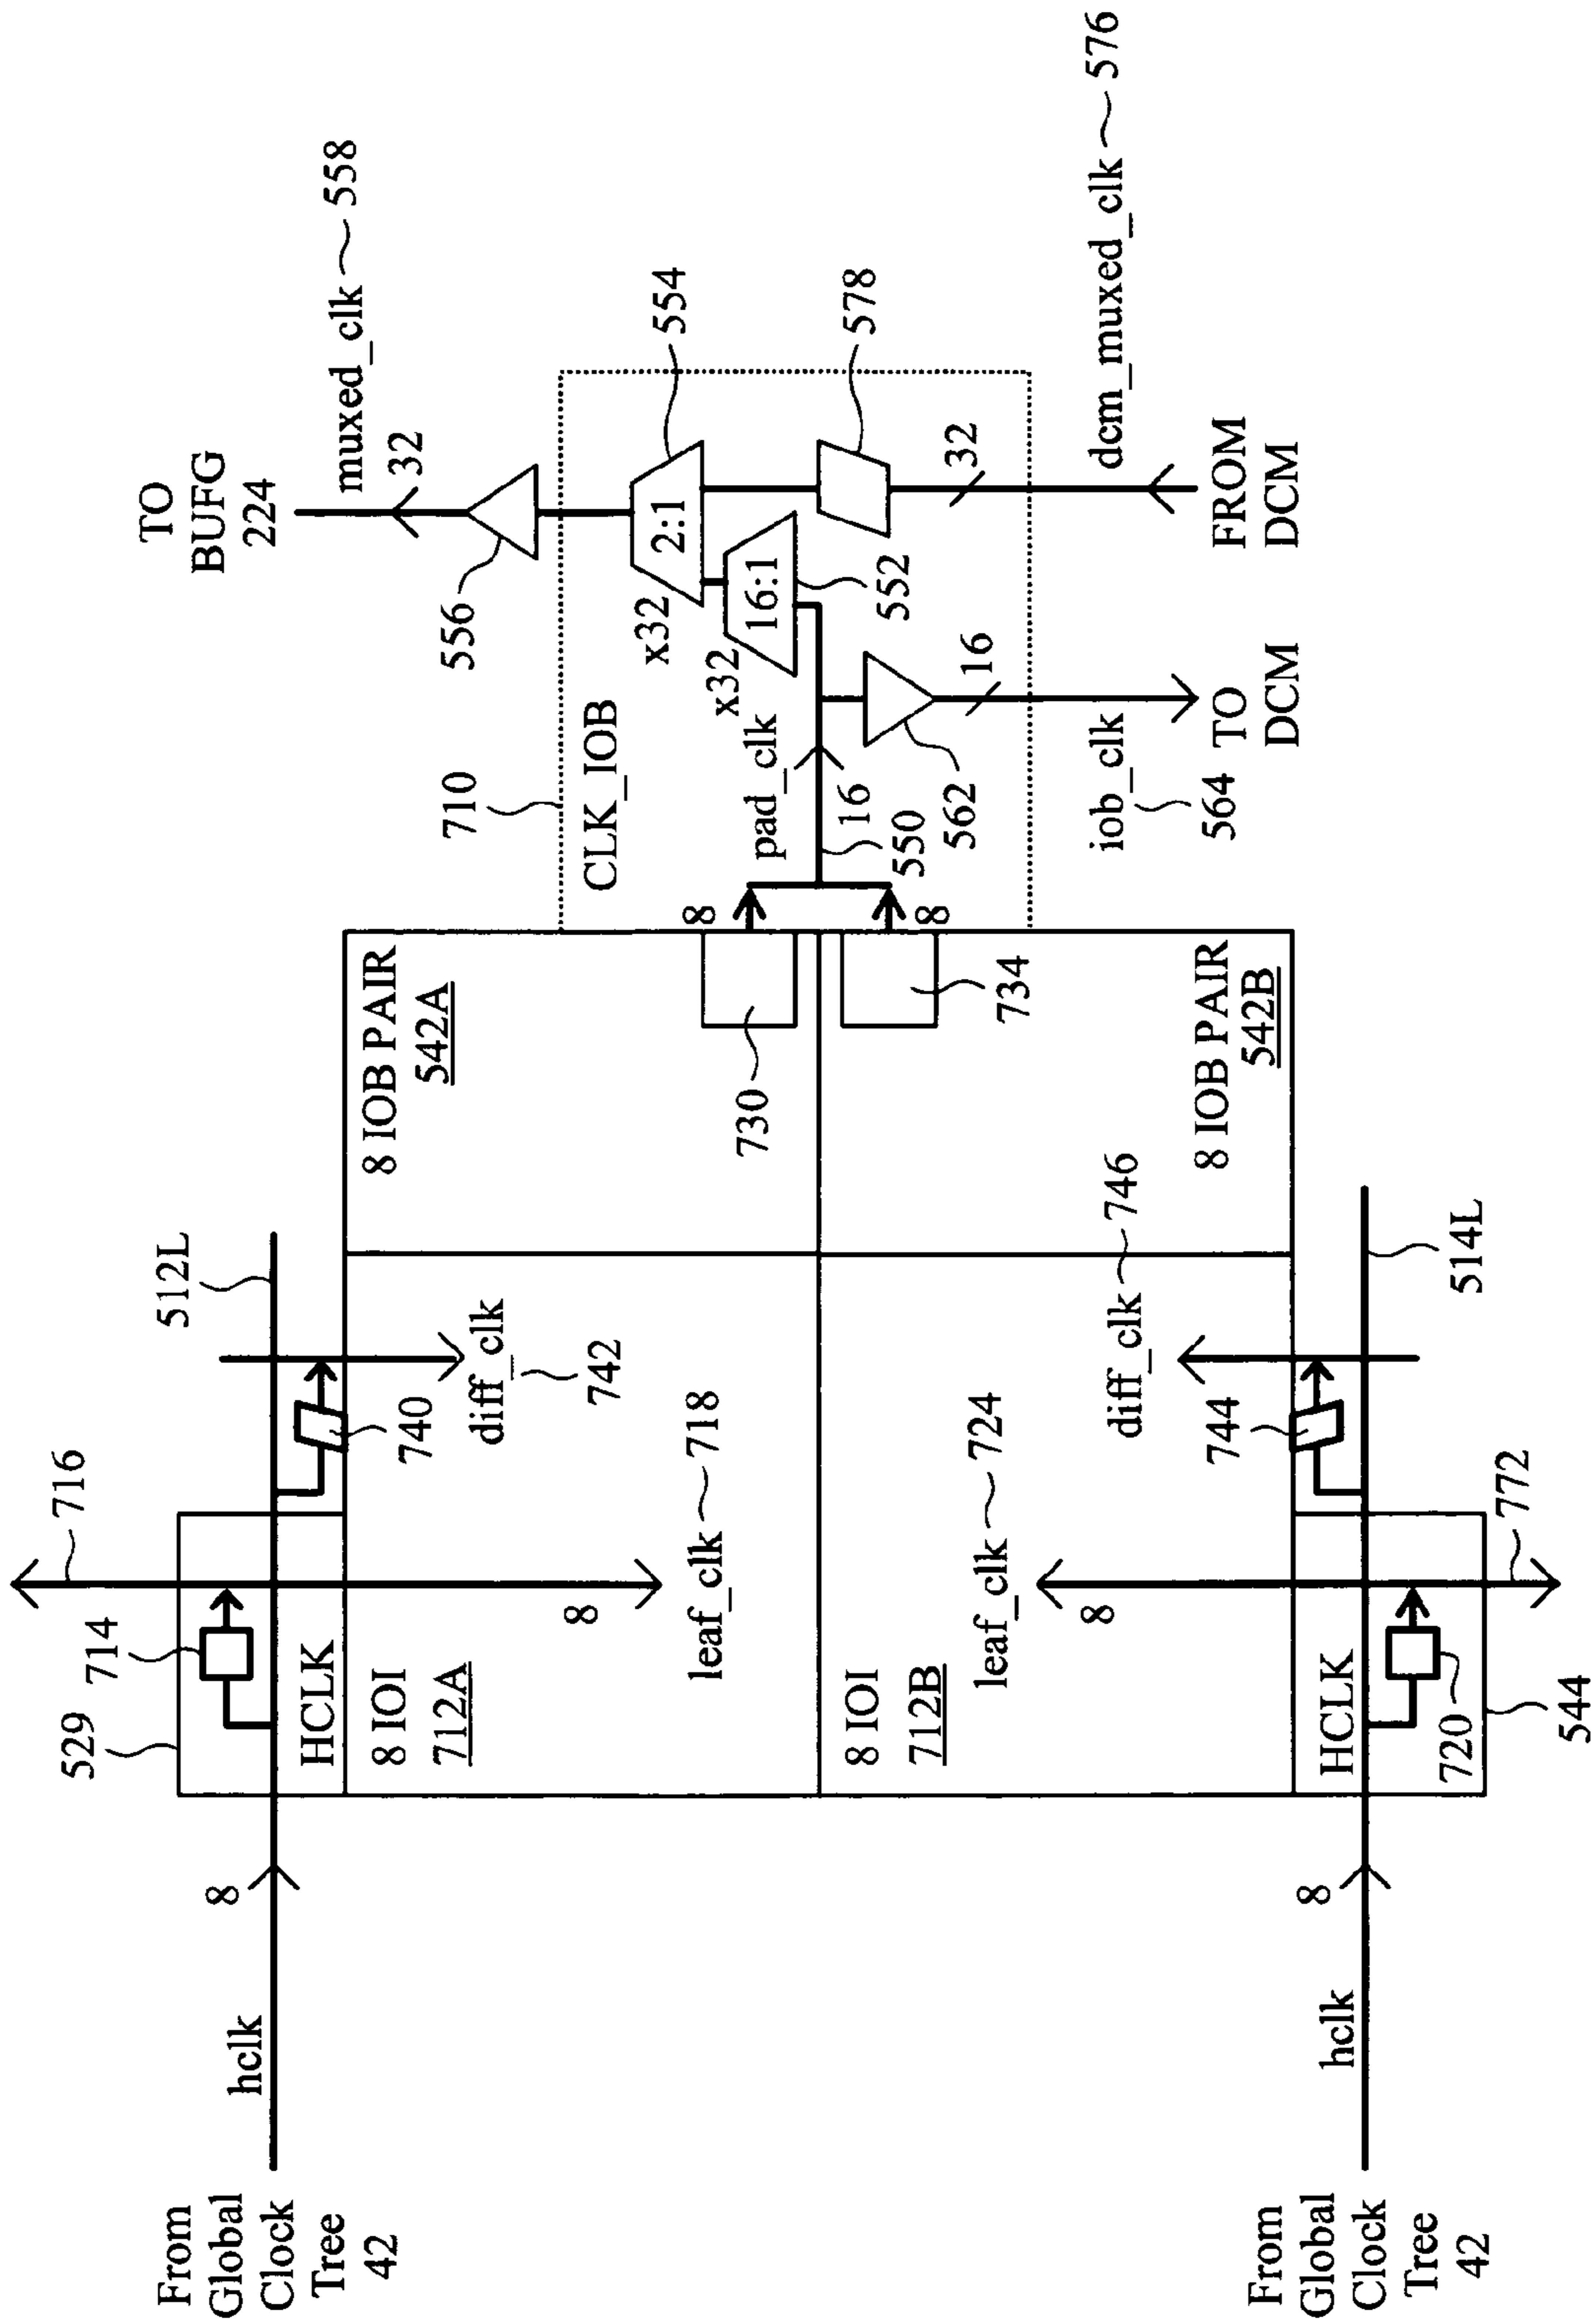 From
Global
Clock
Tree
42
hclk
8
529
714
716
HCLK
8
512L
740
diff_clk
742
8 IOI
712A
leaf_clk 718
8 IOB PAIR
542A
730
8
710
CLK_IOB
pad_clk
16
550
556
TO
BUFG
224
muxed_clk 558
32
x32
2:1
554
x32
16:1
552
578
562
16
32
iob_clk
564
TO
DCM
FROM
DCM
dcm_muxed_clk 576
8 IOI
712B
leaf_clk 724
8
diff_clk 746
744
8 IOB PAIR
542B
734
8
From
Global
Clock
Tree
42
hclk
8
HCLK
720
544
772
514L